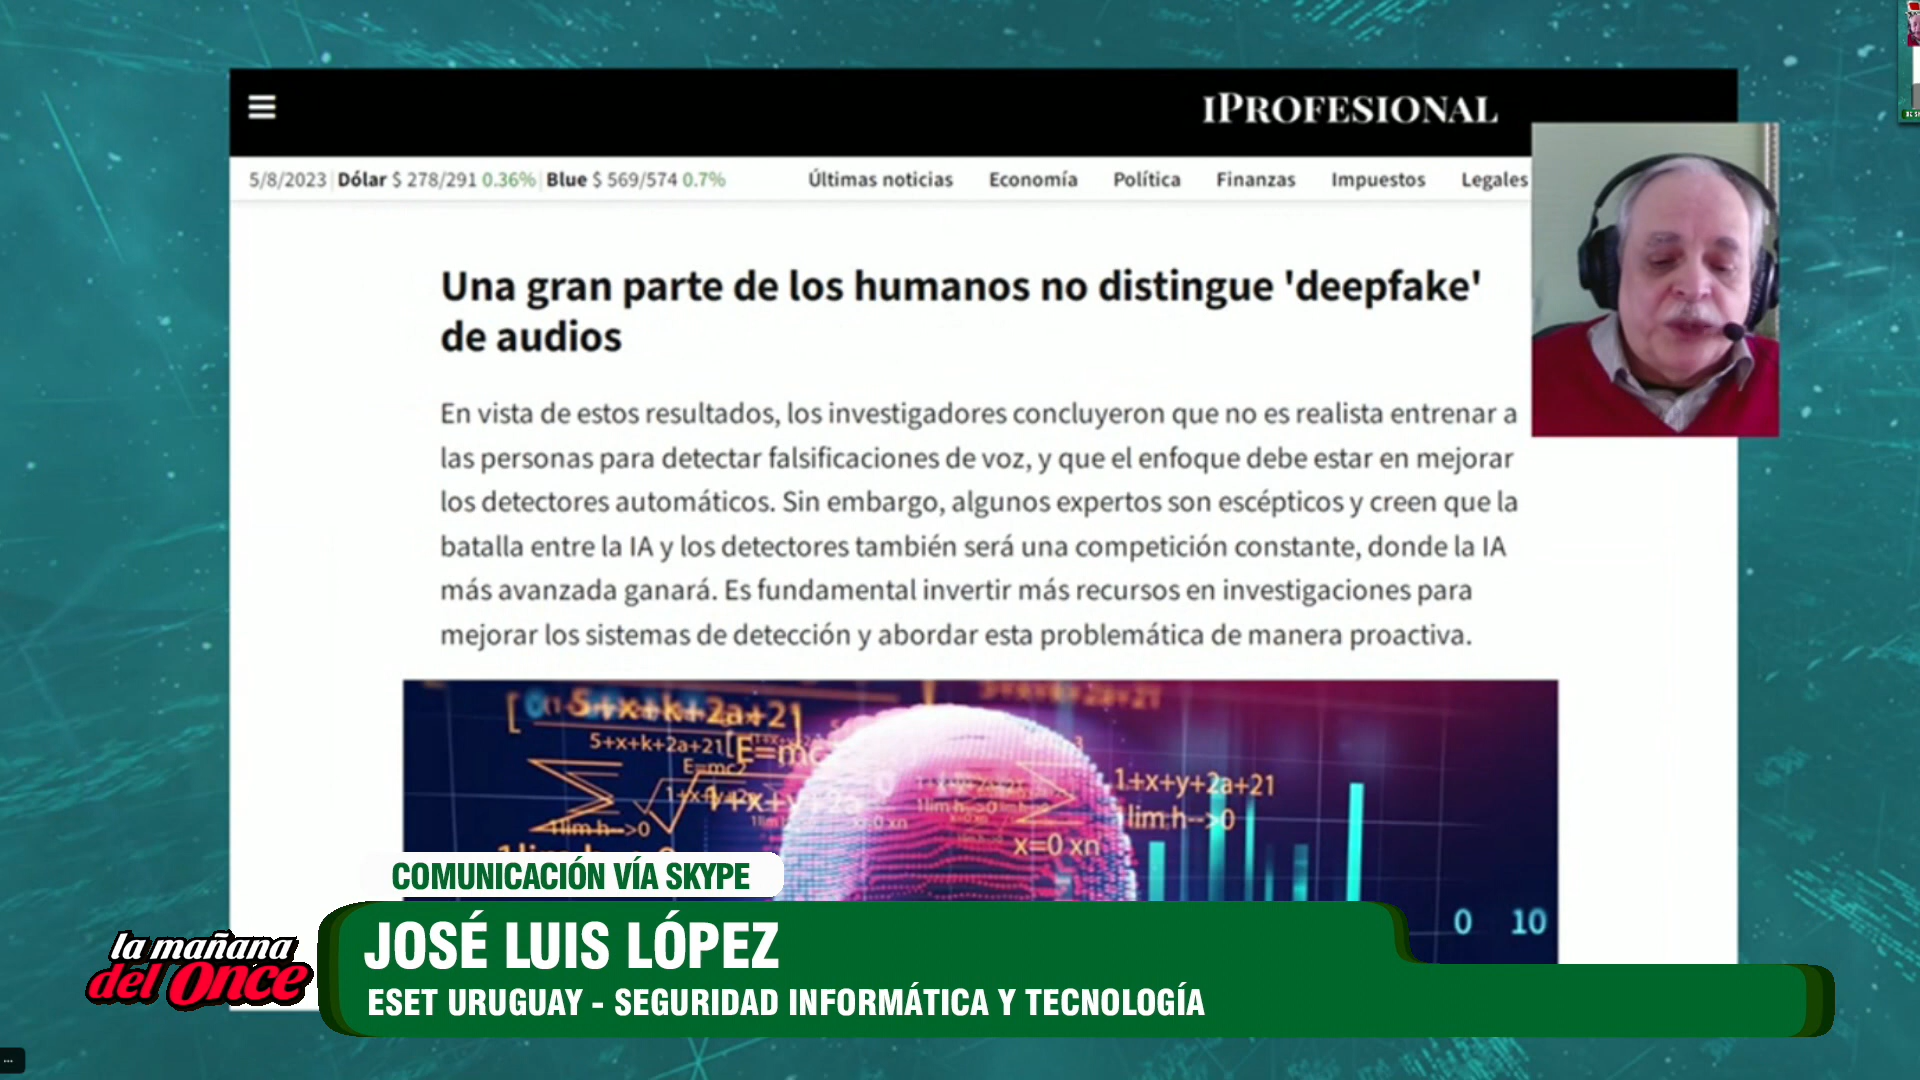 IPROFESIONAL
5/8/2023 Dólar $ 278/291 0.36% Blue $ 569/574 0.7% Últimas noticias Economía Política Finanzas Impuestos Legales
Una gran parte de los humanos no distingue 'deepfake'
de audios
En vista de estos resultados, los investigadores concluyeron que no es realista entrenar a
las personas para detectar falsificaciones de voz, y que el enfoque debe estar en mejorar
los detectores automáticos. Sin embargo, algunos expertos son escépticos y creen que la
batalla entre la IA y los detectores también será una competición constante, donde la IA
más avanzada ganará. Es fundamental invertir más recursos en investigaciones para
mejorar los sistemas de detección y abordar esta problemática de manera proactiva.
5+x+k+2a+21
5+x+k+2a+21
E=mc
E=mc2
1+x+y+2a+21
lim h-->0
1lim h-->0
x=0 xn
0 10
COMUNICACIÓN VÍA SKYPE
JOSÉ LUIS LÓPEZ
ESET URUGUAY - SEGURIDAD INFORMÁTICA Y TECNOLOGÍA
la mañana
del Once